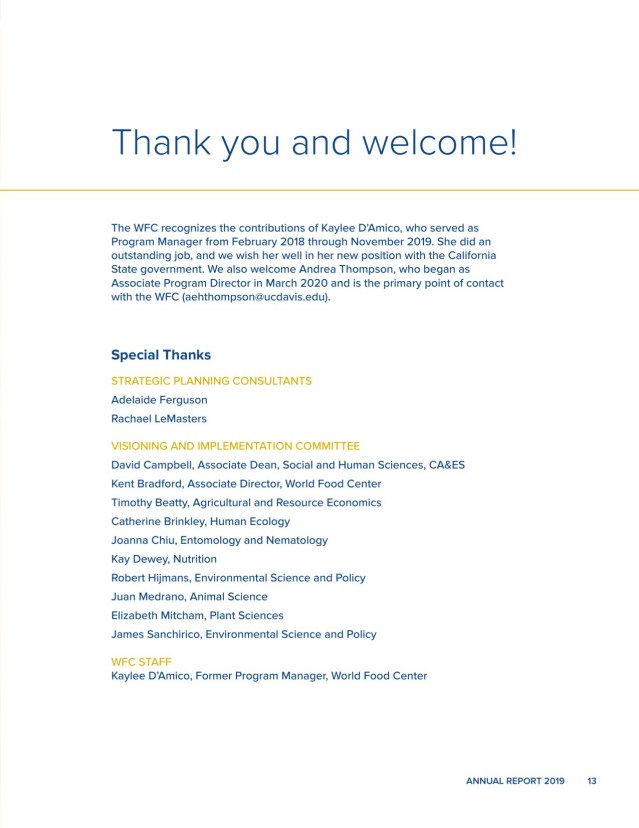 Thank you and welcome!
The WFC recognizes the contributions of Kaylee D'Amico, who served as
Program Manager from February 2018 through November 2019. She did an
outstanding job, and we wish her well in her new position with the California
State government. We also welcome Andrea Thompson, who began as
Associate Program Director in March 2020 and is the primary point of contact
with the WFC (aehthompson@ucdavis.edu).
Special Thanks
STRATEGIC PLANNING CONSULTANTS
Adelaide Ferguson
Rachael LeMasters
VISIONING AND IMPLEMENTATION COMMITTEE
David Campbell, Associate Dean, Social and Human Sciences, CA&ES
Kent Bradford, Associate Director, World Food Center
Timothy Beatty, Agricultural and Resource Economics
Catherine Brinkley, Human Ecology
Joanna Chiu, Entomology and Nematology
Kay Dewey, Nutrition
Robert Hijmans, Environmental Science and Policy
Juan Medrano, Animal Science
Elizabeth Mitcham, Plant Sciences
James Sanchirico, Environmental Science and Policy
WFC STAFF
Kaylee D'Amico, Former Program Manager, World Food Center
ANNUAL REPORT 2019 13